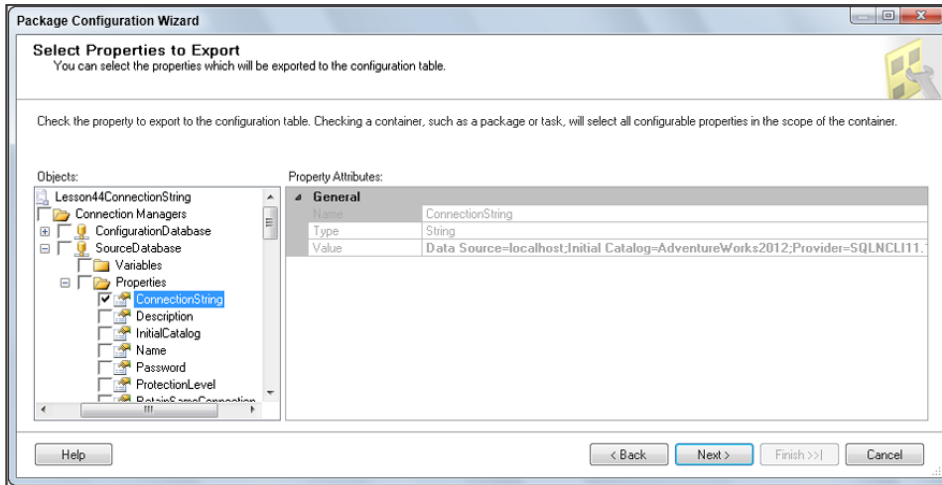 Package Configuration Wizard
Select Properties to Export
You can select the properties which will be exported to the configuration table.
Check the property to export to the configuration table. Checking a container, such as a package or task, will select all configurable properties in the scope of the container.
Objects:
Property Attributes:
Lesson44ConnectionString
Connection Managers
ConfigurationDatabase
SourceDatabase
Variables
Properties
ConnectionString
Description
InitialCatalog
Name
Password
ProtectionLevel
General
Name ConnectionString
Type String
Value Data Source=localhost;Initial Catalog=AdventureWorks2012;Provider=SQLNCLI11.
Help
< Back
Next >
Finish >>|
Cancel